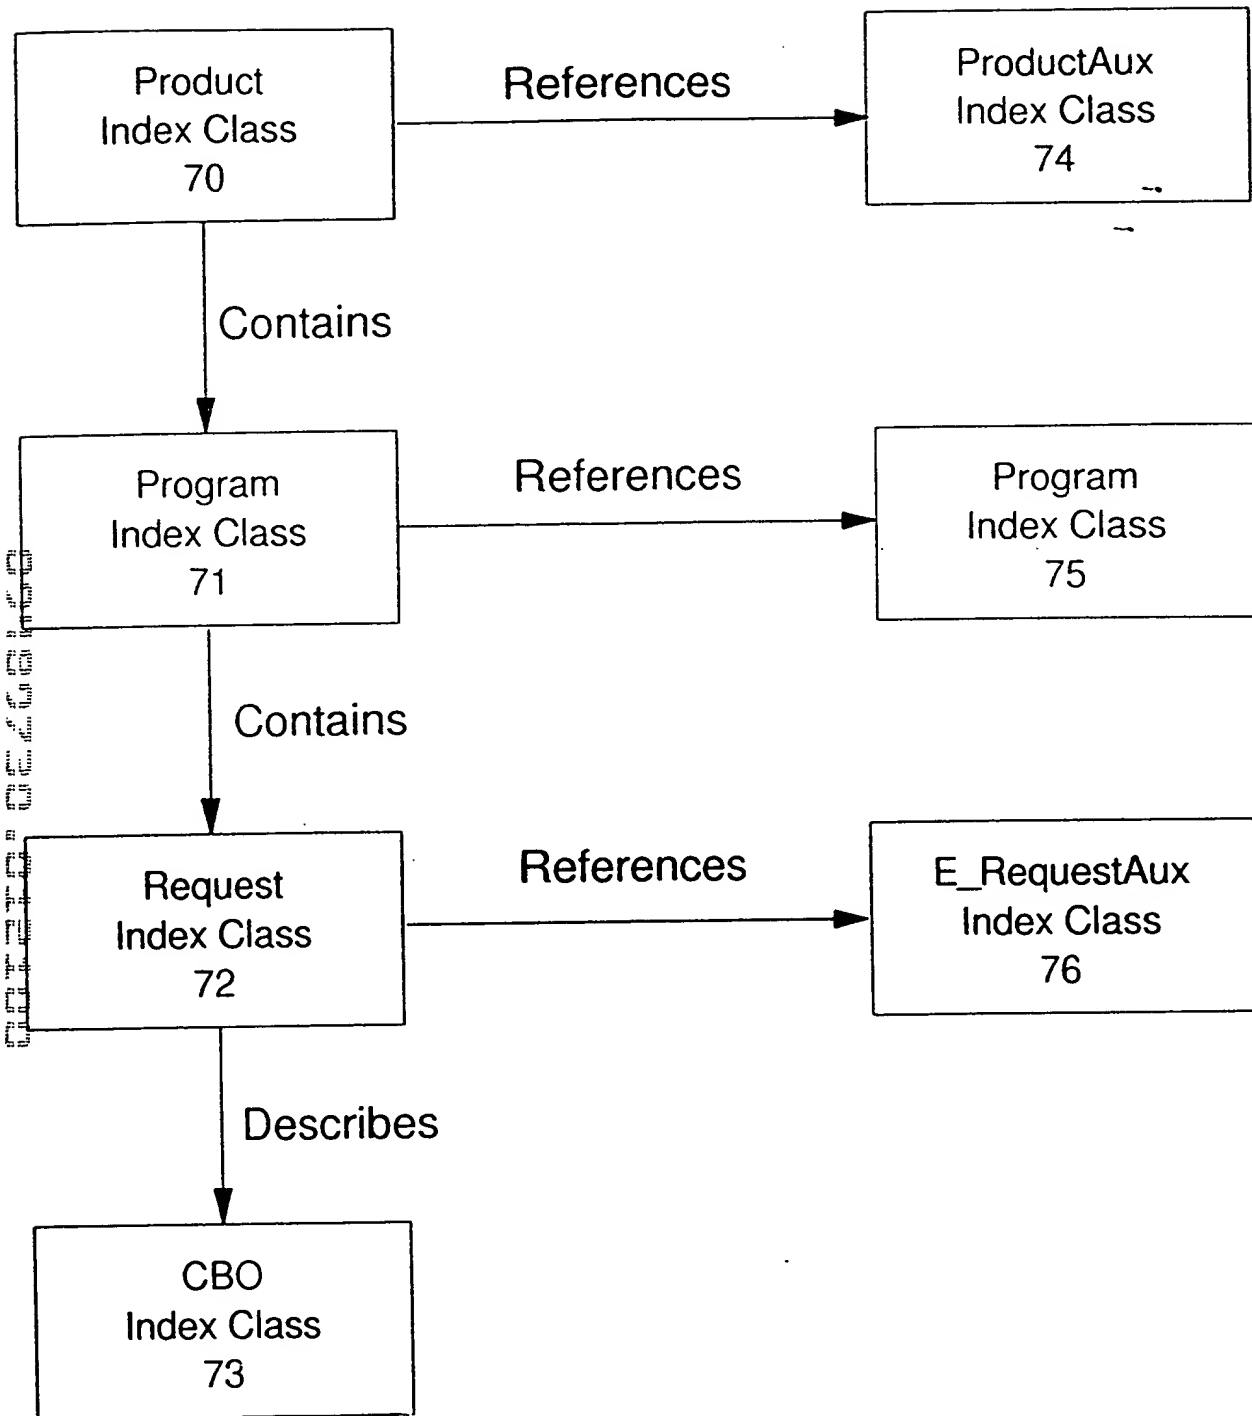 Product
Index Class
70
References
ProductAux
Index Class
74
Contains
Program
Index Class
71
References
Program
Index Class
75
Contains
Request
Index Class
72
References
E_RequestAux
Index Class
76
Describes
CBO
Index Class
73